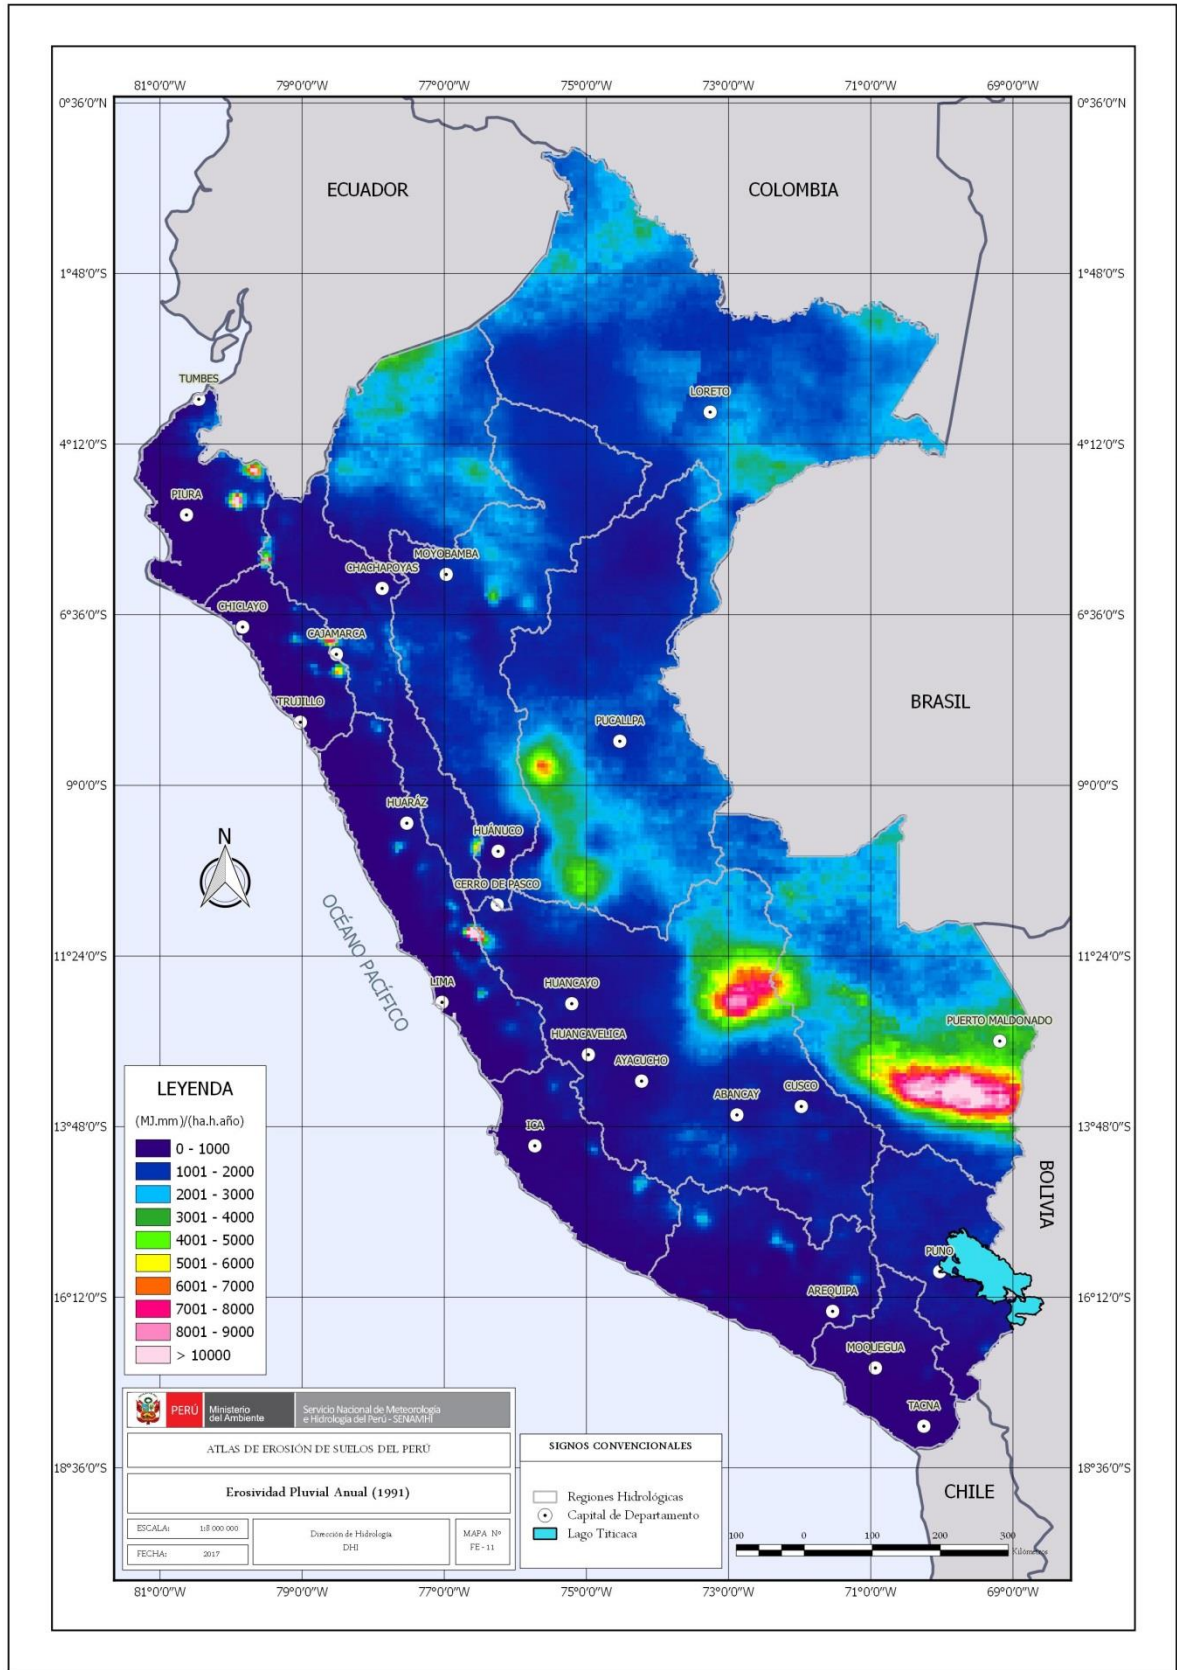 81°0'0"W 79°0'0"W 77°0'0"W 75°0'0"W 73°0'0"W 71°0'0"W 69°0'0"W
0°36'0"N 0°36'0"N
ECUADOR
COLOMBIA
1°48'0"S 1°48'0"S
TUMBES
LORETO
4°12'0"S 4°12'0"S
PIURA
MOYOBAMBA
CHACHAPOYAS
CHICLAYO
6°36'0"S 6°36'0"S
CAJAMARCA
TRUJILLO
BRASIL
PUCALLPA
9°0'0"S 9°0'0"S
HUARÁZ
HUÁNUCO
N
CERRO DE PASCO
OCÉANO PACÍFICO
11°24'0"S 11°24'0"S
LIMA
HUANCAYO
PUERTO MALDONADO
HUANCAVELICA
AYACUCHO
ABANCAY
CUSCO
13°48'0"S 13°48'0"S
ICA
BOLIVIA
PUNO
16°12'0"S 16°12'0"S
AREQUIPA
MOQUEGUA
TACNA
18°36'0"S 18°36'0"S
CHILE
LEYENDA
(MJ.mm)/(ha.h.año)
0 - 1000
1001 - 2000
2001 - 3000
3001 - 4000
4001 - 5000
5001 - 6000
6001 - 7000
7001 - 8000
8001 - 9000
> 10000
PERÚ
Ministerio
del Ambiente
Servicio Nacional de Meteorología
e Hidrología del Perú - SENAMHI
ATLAS DE EROSIÓN DE SUELOS DEL PERÚ
Erosividad Pluvial Anual (1991)
ESCALA: 1:8 000 000
FECHA: 2017
Dirección de Hidrología
DHI
MAPA Nº
FE - 11
SIGNOS CONVENCIONALES
Regiones Hidrológicas
Capital de Departamento
Lago Titicaca
100 0 100 200 300
Kilómetros
81°0'0"W 79°0'0"W 77°0'0"W 75°0'0"W 73°0'0"W 71°0'0"W 69°0'0"W